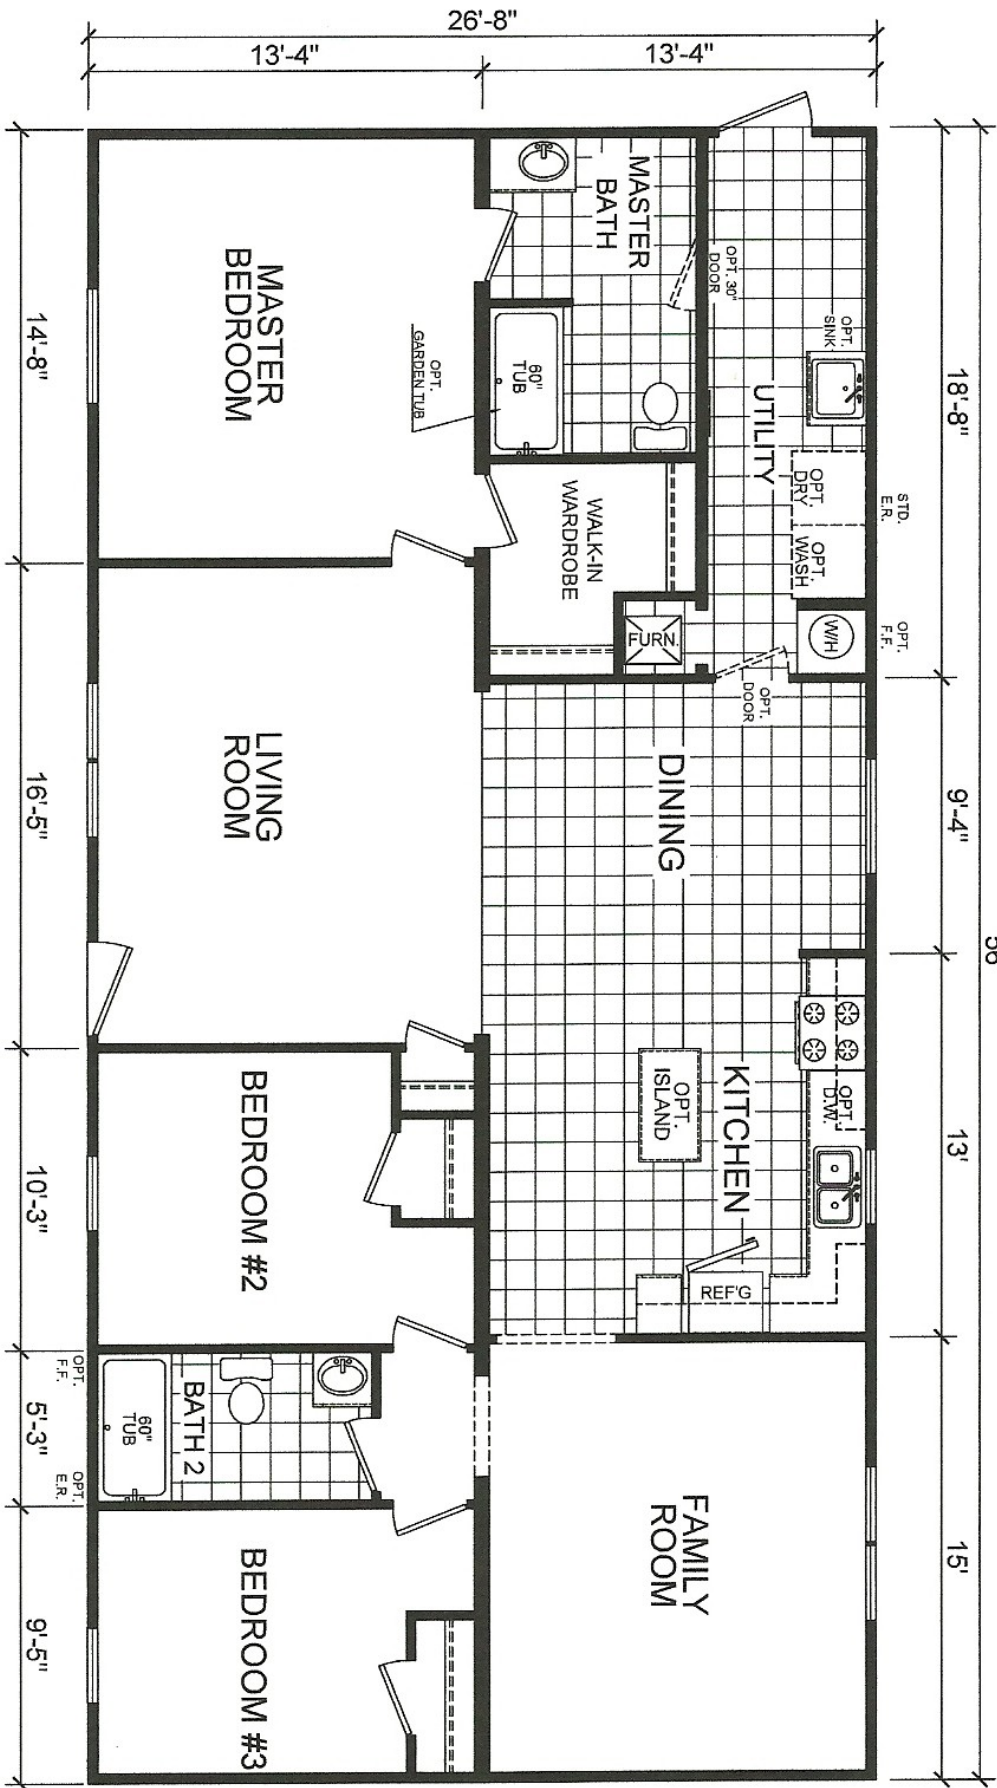 26'-8"
13'-4"
13'-4"
56'
18'-8"
9'-4"
13'
15'
14'-8"
16'-5"
10'-3"
5'-3"
9'-5"
MASTER
BEDROOM
MASTER
BATH
OPT. 30"
DOOR
OPT.
SINK
UTILITY
OPT.
GARDEN TUB
60"
TUB
OPT.
DRY
OPT.
WASH
STD.
E.R.
OPT.
F.F.
WALK-IN
WARDROBE
FURN.
W/H
OPT.
DOOR
LIVING
ROOM
DINING
KITCHEN
OPT.
ISLAND
OPT.
D.W.
REF'G
BEDROOM #2
BATH 2
60"
TUB
OPT.
F.F.
OPT.
E.R.
FAMILY
ROOM
BEDROOM #3